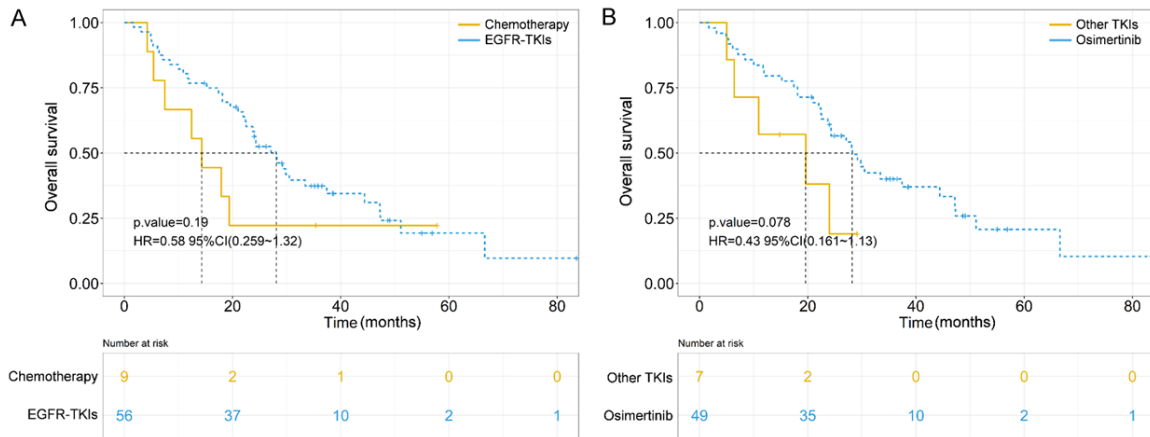 A
Chemotherapy
EGFR-TKIs
1.00
0.75
0.50
0.25
0.00
Overall survival
p.value=0.19
HR=0.58 95%CI(0.259~1.32)
0 20 40 60 80
Time (months)
Number at risk
Chemotherapy 9 2 1 0 0
EGFR-TKIs 56 37 10 2 1
B
Other TKIs
Osimertinib
1.00
0.75
0.50
0.25
0.00
Overall survival
p.value=0.078
HR=0.43 95%CI(0.161~1.13)
0 20 40 60 80
Time (months)
Number at risk
Other TKIs 7 2 0 0 0
Osimertinib 49 35 10 2 1